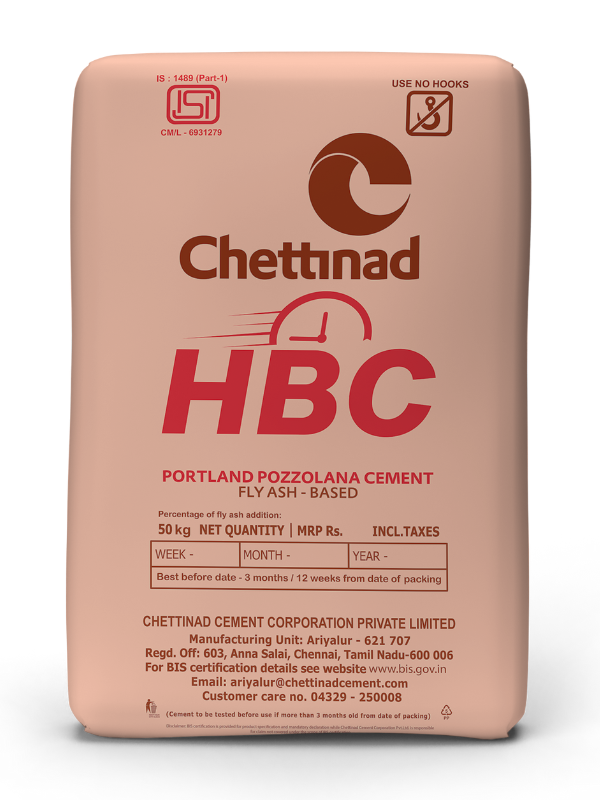 IS : 1489 (Part-1)
ISI
CM/L - 6931279
USE NO HOOKS
Chettinad
HBC
PORTLAND POZZOLANA CEMENT
FLY ASH - BASED
Percentage of fly ash addition:
50 kg NET QUANTITY | MRP Rs. INCL.TAXES
WEEK - MONTH - YEAR -
Best before date - 3 months / 12 weeks from date of packing
CHETTINAD CEMENT CORPORATION PRIVATE LIMITED
Manufacturing Unit: Ariyalur - 621 707
Regd. Off: 603, Anna Salai, Chennai, Tamil Nadu-600 006
For BIS certification details see website www.bis.gov.in
Email: ariyalur@chettinadcement.com
Customer care no. 04329 - 250008
(Cement to be tested before use if more than 3 months old from date of packing)
5
PP